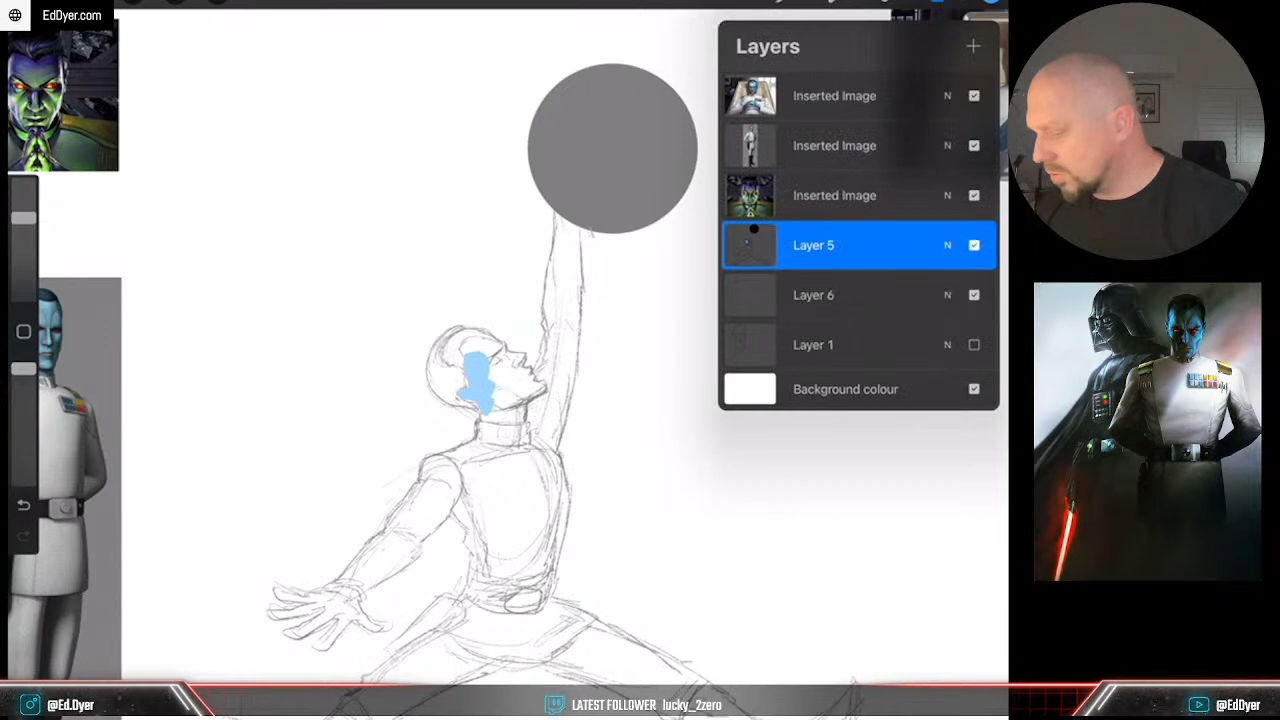 EdDyer.com
Layers
Inserted Image N
Inserted Image N
Inserted Image N
Layer 5 N
Layer 6 N
Layer 1 N
Background colour
@Ed.Dyer
LATEST FOLLOWER lucky_2zero
@EdDyer